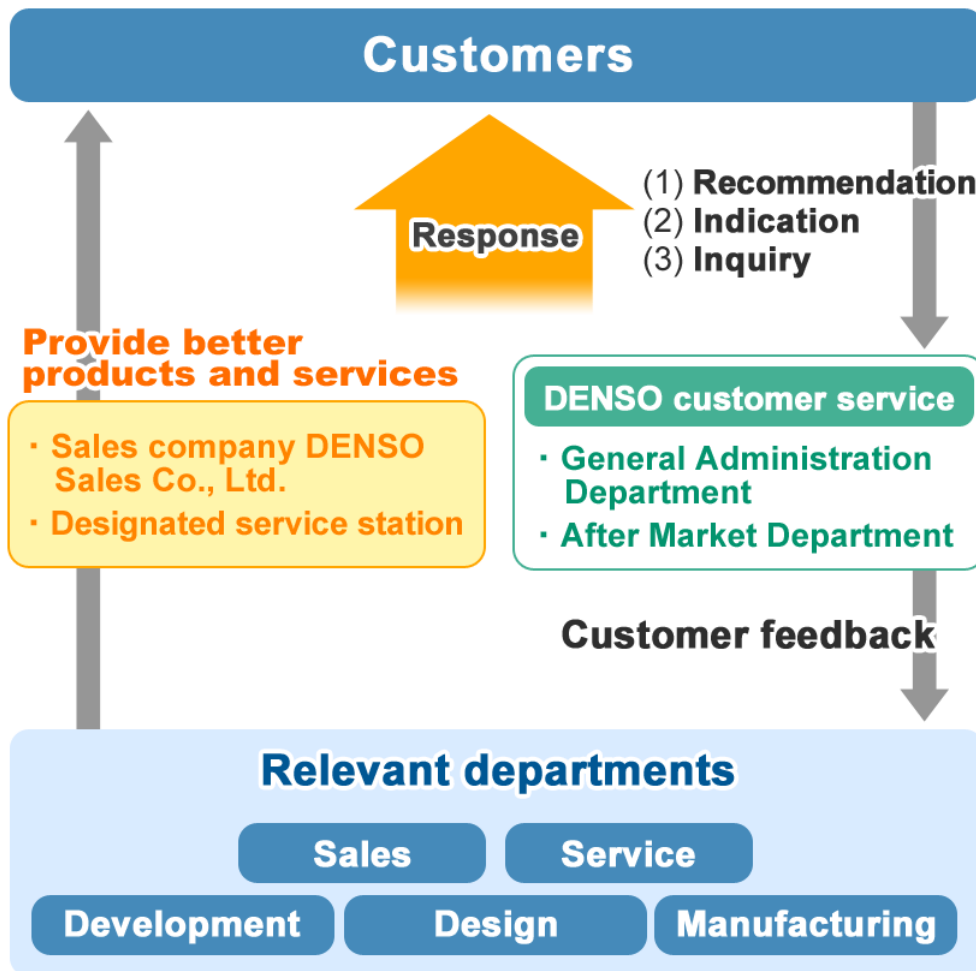 Customers
(1) Recommendation
(2) Indication
(3) Inquiry
Response
Provide better
products and services
· Sales company DENSO
Sales Co., Ltd.
· Designated service station
DENSO customer service
· General Administration
Department
· After Market Department
Customer feedback
Relevant departments
Sales
Service
Development
Design
Manufacturing